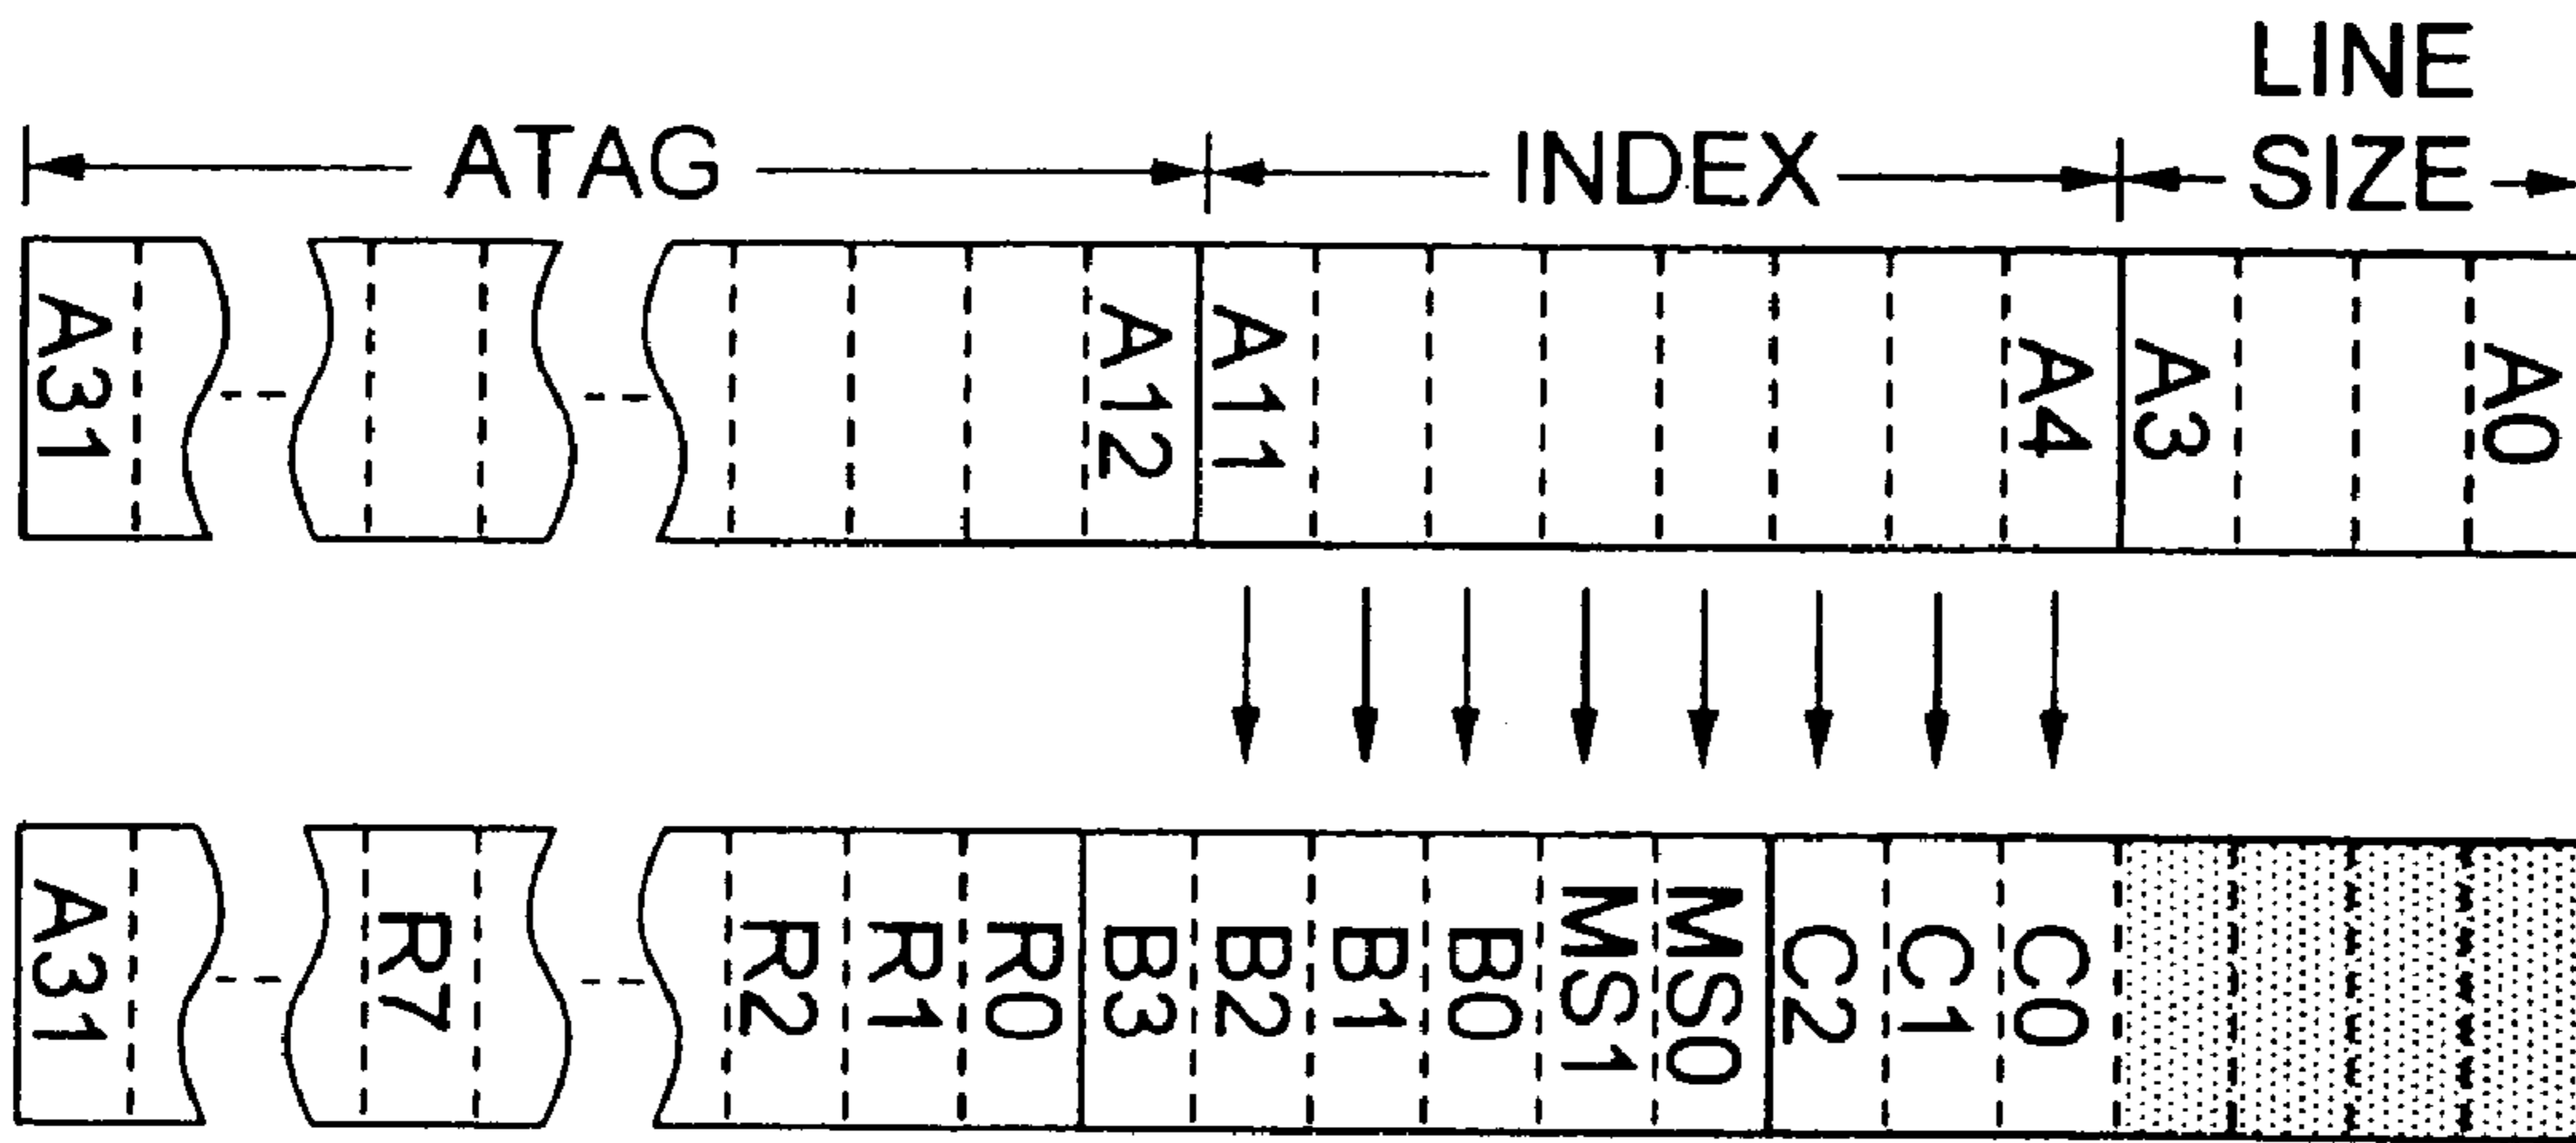 LINE
ATAG INDEX SIZE
A31 A12 A11 A4 A3 A0
A31 R7 R2 R1 R0 B3 B2 B1 B0 MS1 MS0 C2 C1 C0